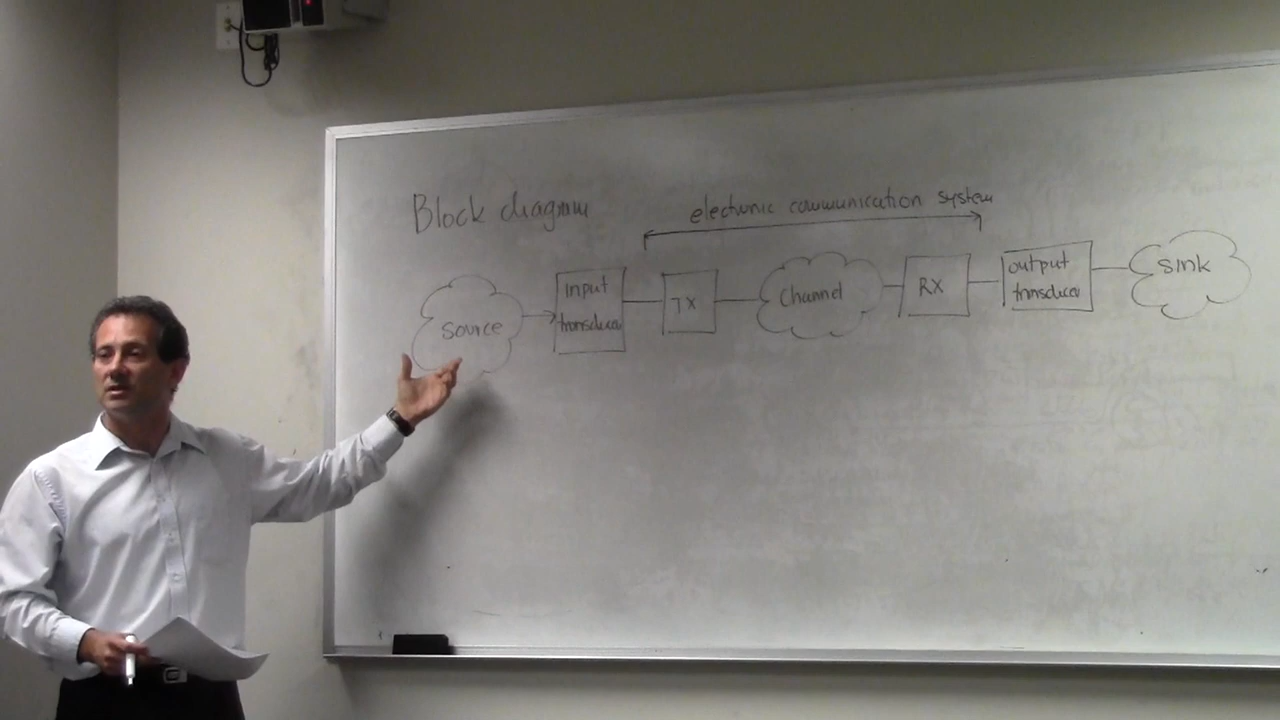 Block diagram
electronic communication system
source
input
transducer
TX
Channel
RX
output
transducer
sink